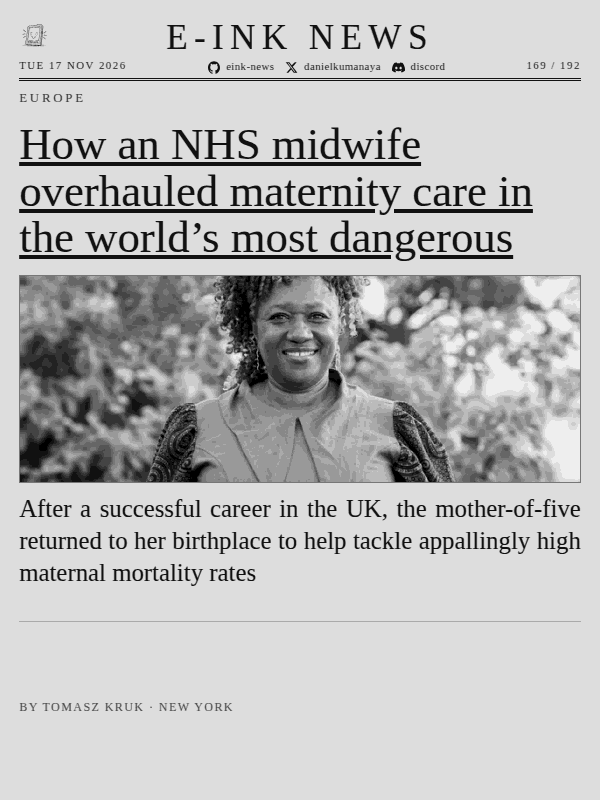 E-INK NEWS
TUE 17 NOV 2026
eink-news danielkumanaya discord
169 / 192
EUROPE
How an NHS midwife
overhauled maternity care in
the world’s most dangerous
After a successful career in the UK, the mother-of-five
returned to her birthplace to help tackle appallingly high
maternal mortality rates
BY TOMASZ KRUK · NEW YORK